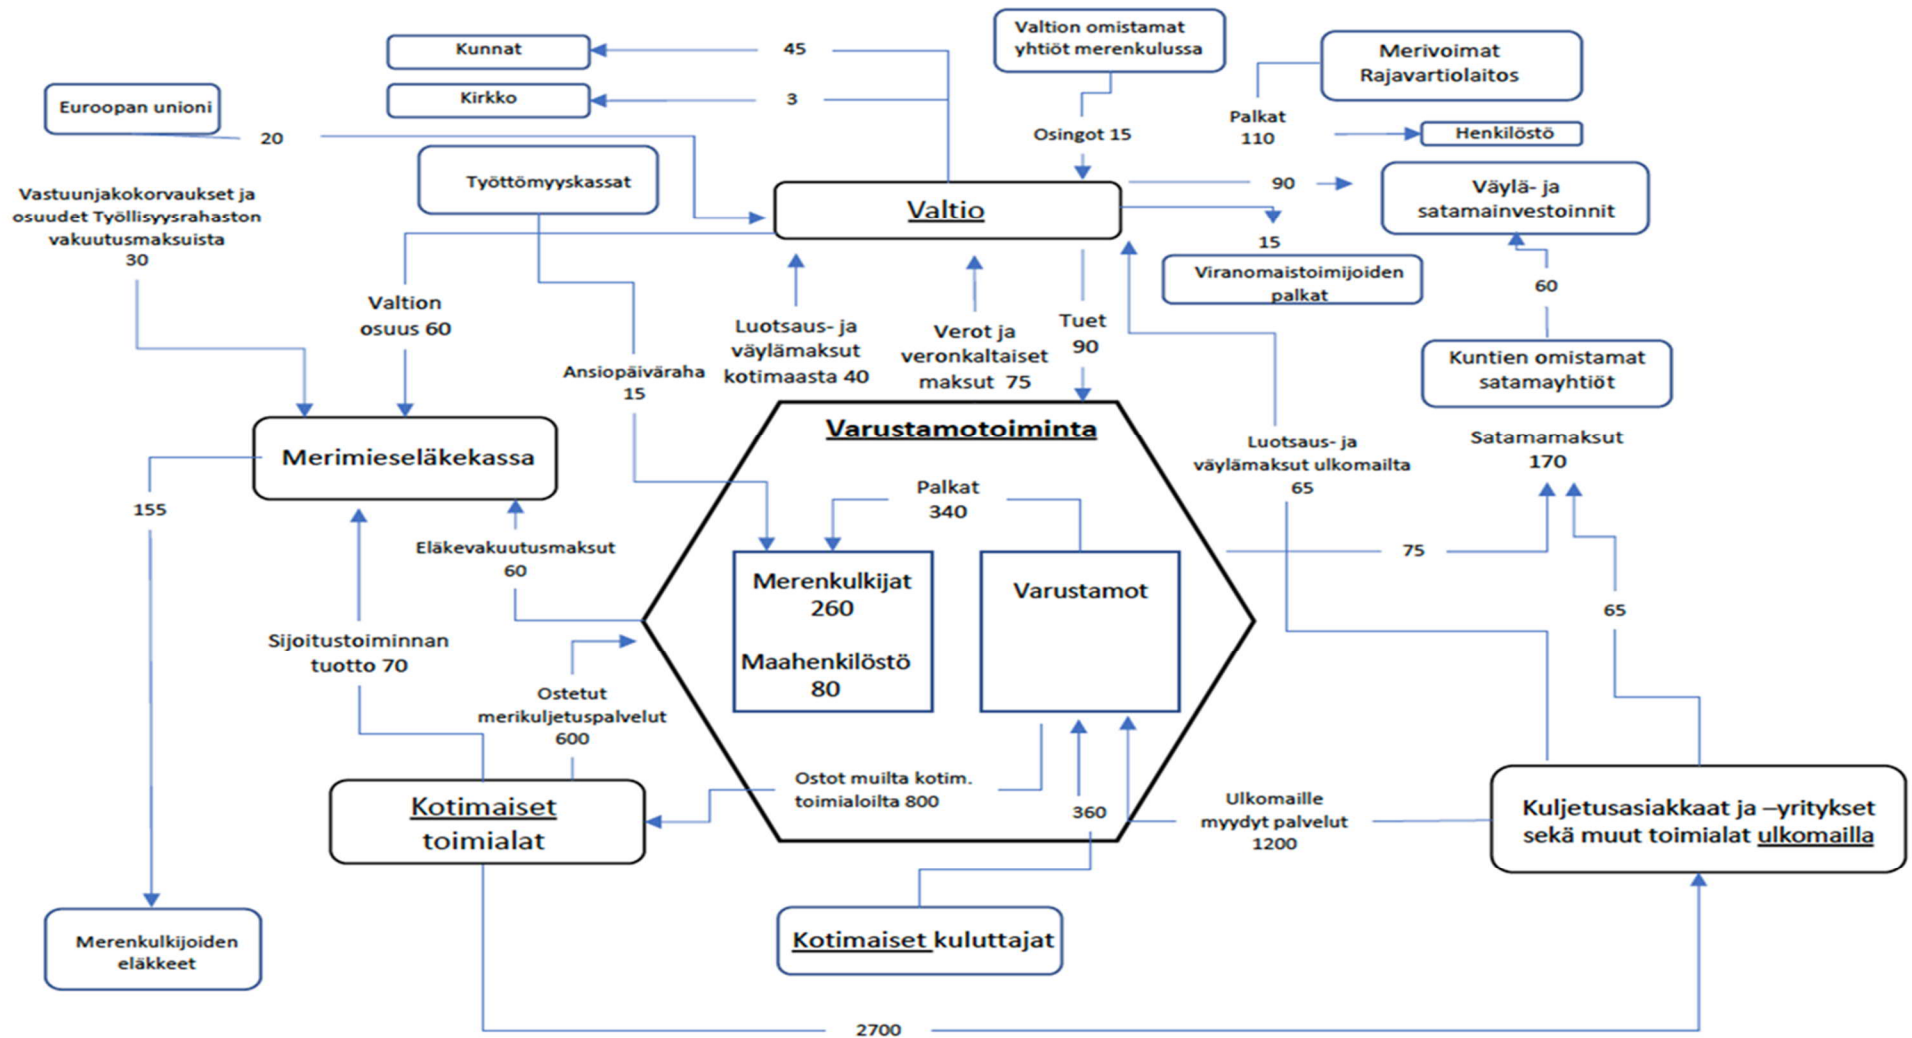 Kunnat
45
Valtion omistamat
yhtiöt merenkulussa
Merivoimat
Rajavartiolaitos
Euroopan unioni
Kirkko
3
20
Osingot 15
Palkat
110
Henkilöstö
Työttömyyskassat
Vastuunjakokorvaukset ja
osuudet Työllisyysrahaston
vakuutusmaksuista
30
Valtio
90
Väylä- ja
satamainvestoinnit
15
Viranomaistoimijoiden
palkat
60
Valtion
osuus 60
Luotsaus- ja
väylämaksut
kotimaasta 40
Verot ja
veronkaltaiset
maksut 75
Tuet
90
Ansiopäiväraha
15
Kuntien omistamat
satamayhtiöt
Varustamotoiminta
Merimieseläkekassa
Luotsaus- ja
väylämaksut ulkomailta
65
Satamamaksut
170
155
Palkat
340
Eläkevakuutusmaksut
60
75
Merenkulkijat
260
Maahenkilöstö
80
Varustamot
65
Sijoitustoiminnan
tuotto 70
Ostetut
merikuljetuspalvelut
600
Ostot muilta kotim.
toimialoilta 800
360
Ulkomaille
myydyt palvelut
1200
Kotimaiset
toimialat
Kuljetusasiakkaat ja –yritykset
sekä muut toimialat ulkomailla
Merenkulkijoiden
eläkkeet
Kotimaiset kuluttajat
2700